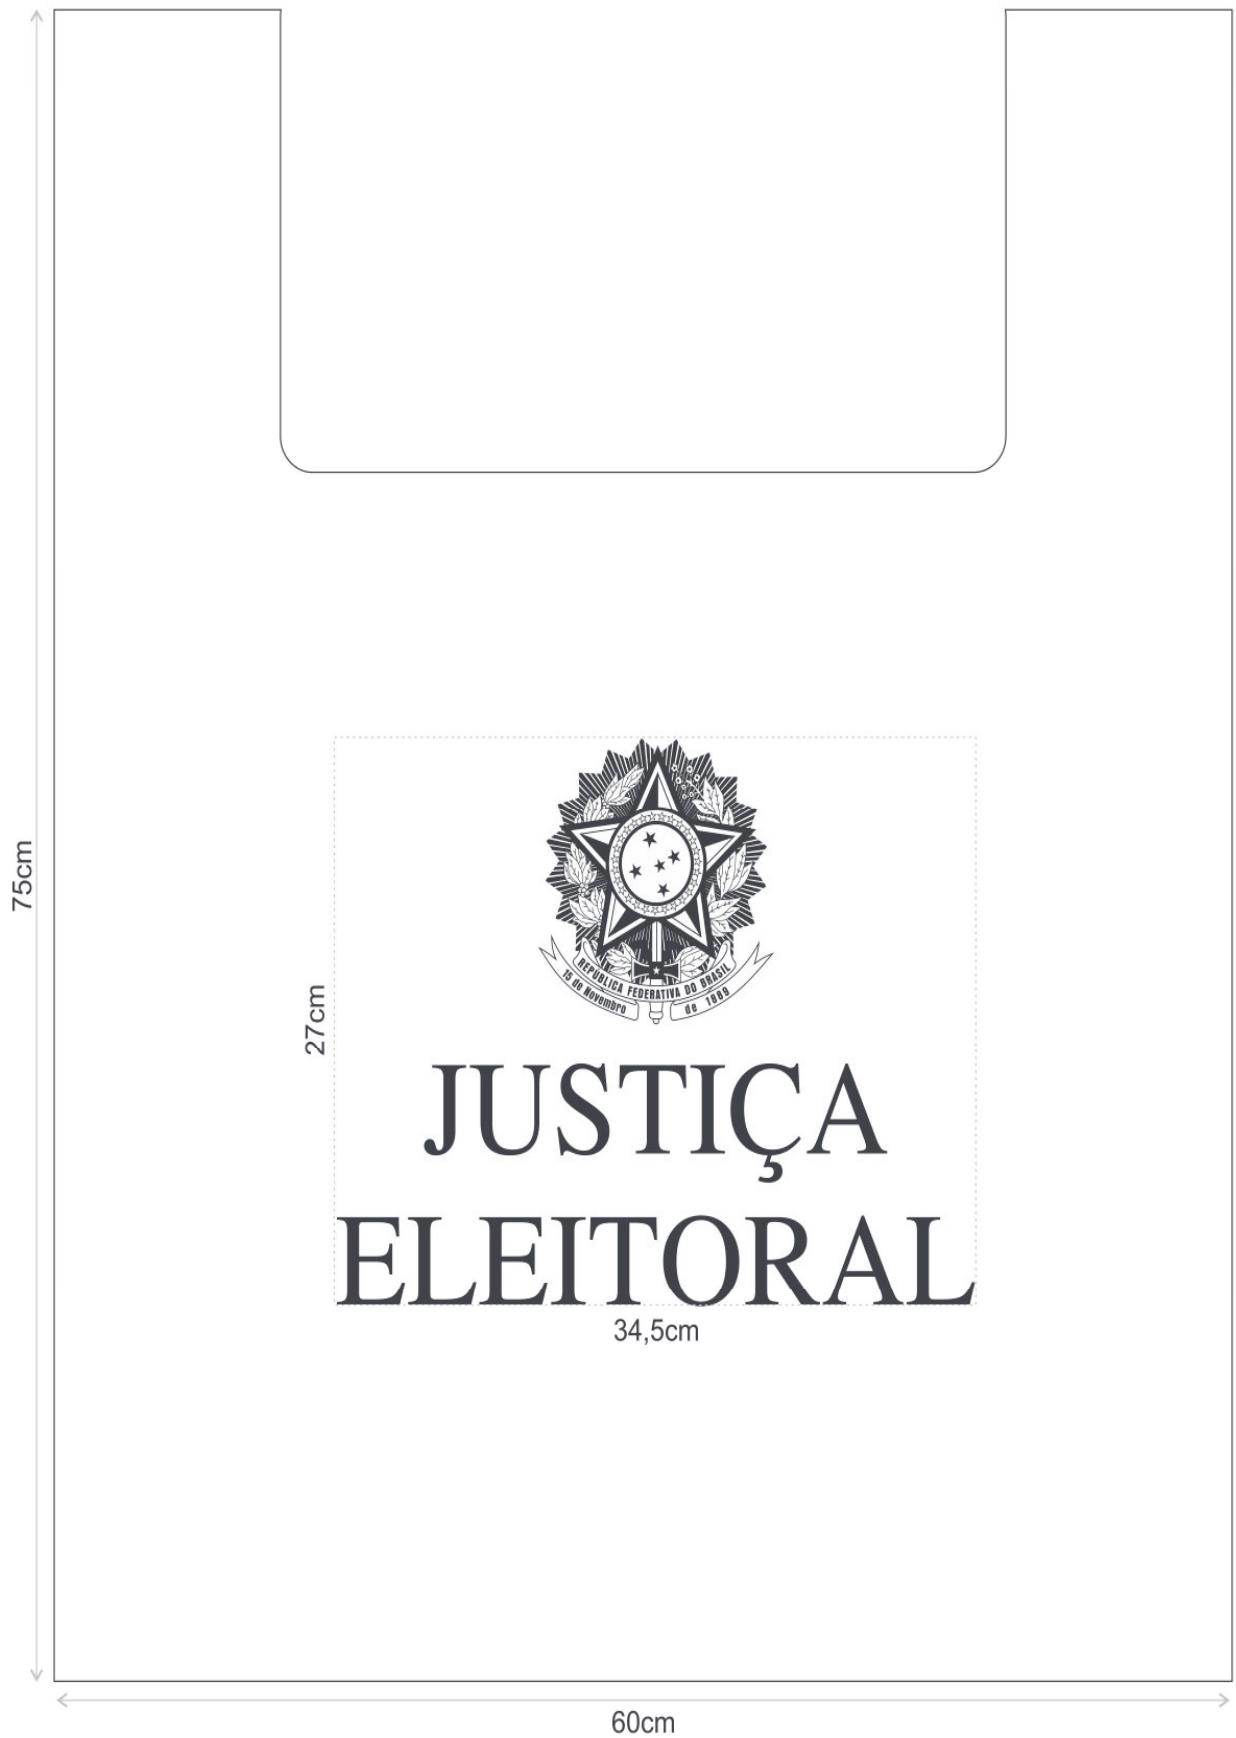 75cm
27cm
REPÚBLICA FEDERATIVA DO BRASIL
15 de Novembro de 1889
JUSTIÇA
ELEITORAL
34,5cm
60cm